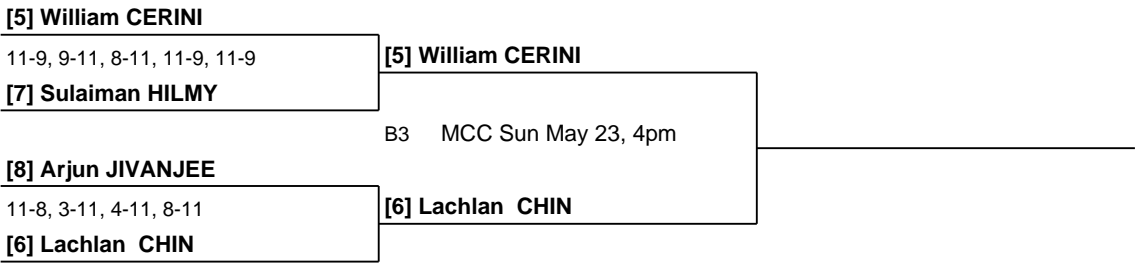 [5] William CERINI
11-9, 9-11, 8-11, 11-9, 11-9
[5] William CERINI
[7] Sulaiman HILMY
B3 MCC Sun May 23, 4pm
[8] Arjun JIVANJEE
11-8, 3-11, 4-11, 8-11
[6] Lachlan CHIN
[6] Lachlan CHIN